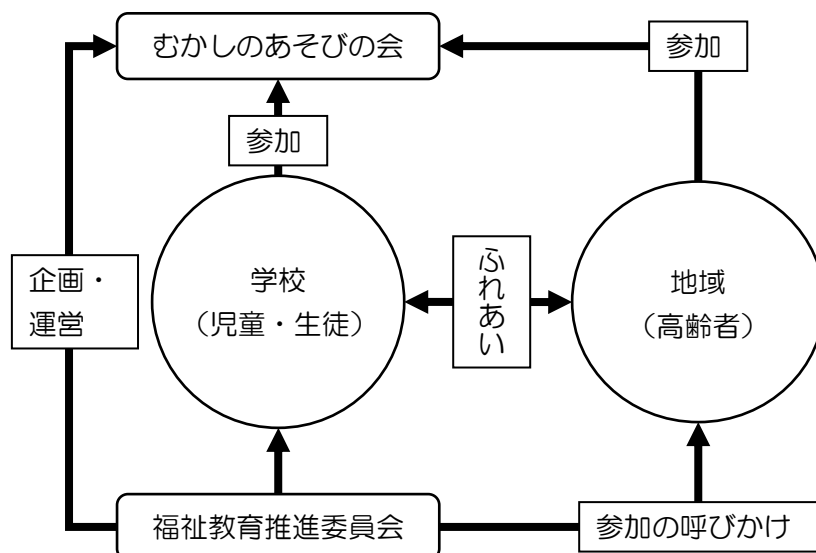 むかしのあそびの会
参加
参加
企画・
運営
学校
（児童・生徒）
ふれあい
地域
（高齢者）
福祉教育推進委員会
参加の呼びかけ